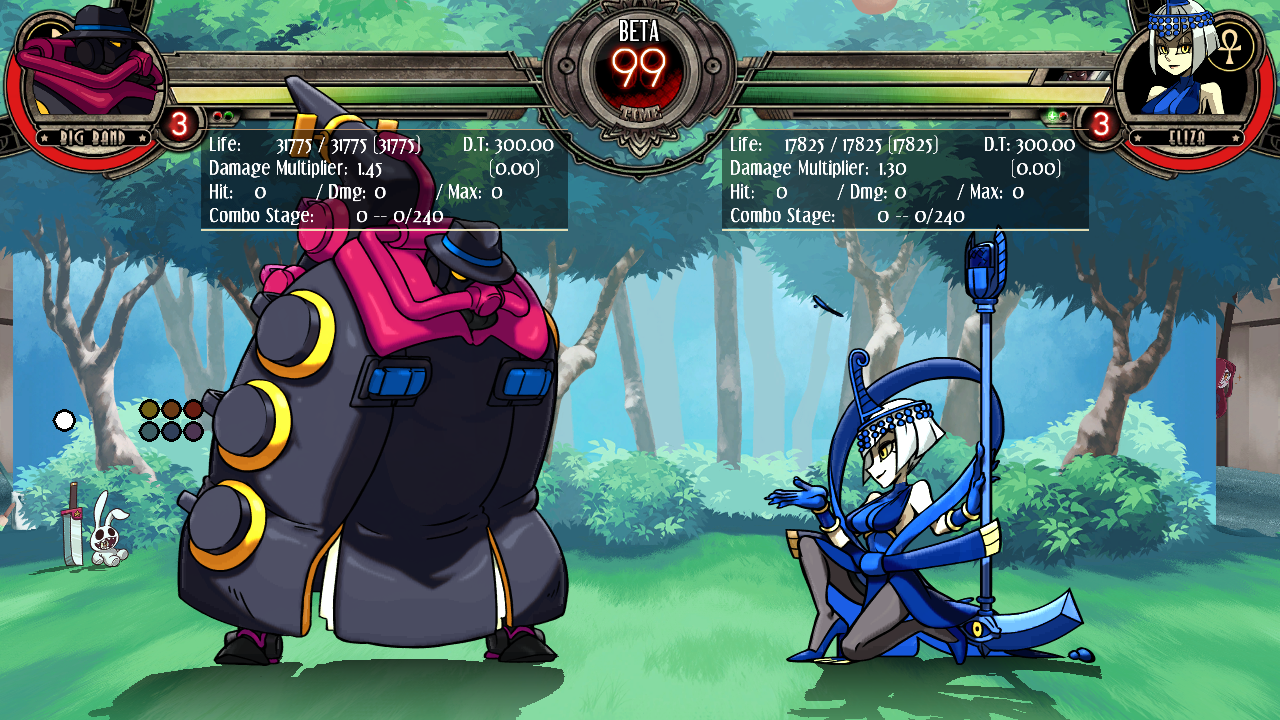 BETA
99
TIME
BIG BAND
3
3
ELIZA
Life: 31775 / 31775 (31775) D.T: 300.00
Damage Multiplier: 1.45 (0.00)
Hit: 0 / Dmg: 0 / Max: 0
Combo Stage: 0 -- 0/240
Life: 17825 / 17825 (17825) D.T: 300.00
Damage Multiplier: 1.30 (0.00)
Hit: 0 / Dmg: 0 / Max: 0
Combo Stage: 0 -- 0/240